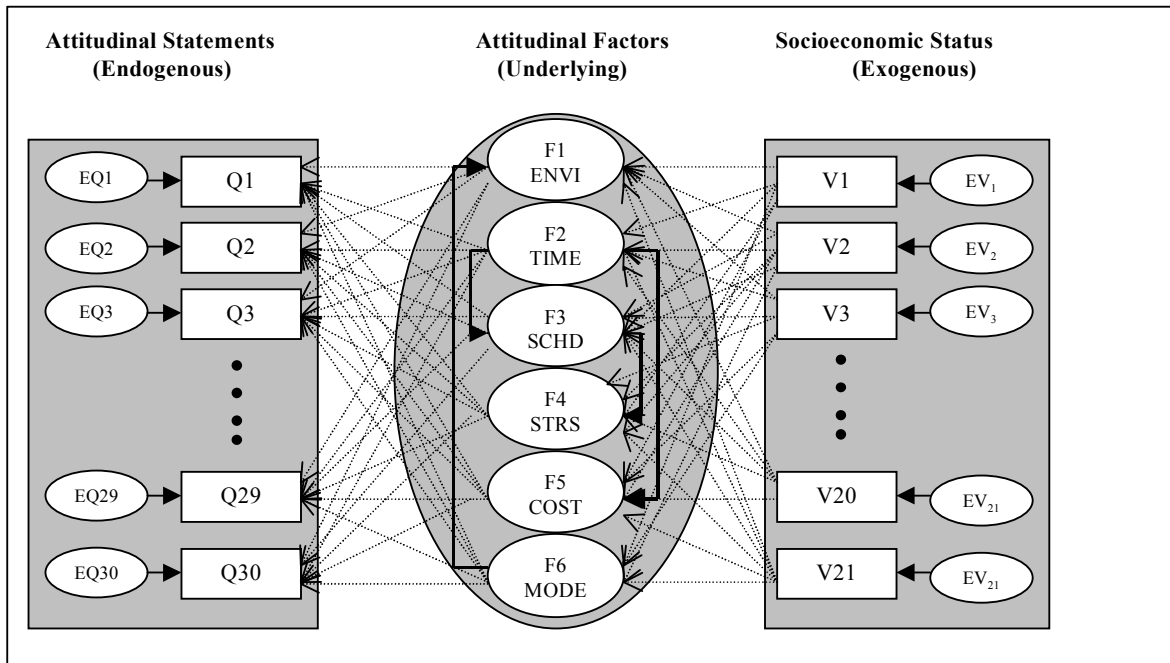 Attitudinal Statements
(Endogenous)
Attitudinal Factors
(Underlying)
Socioeconomic Status
(Exogenous)
EQ1
Q1
EQ2
Q2
EQ3
Q3
EQ29
Q29
EQ30
Q30
F1
ENVI
F2
TIME
F3
SCHD
F4
STRS
F5
COST
F6
MODE
V1
EV1
V2
EV2
V3
EV3
V20
EV21
V21
EV21